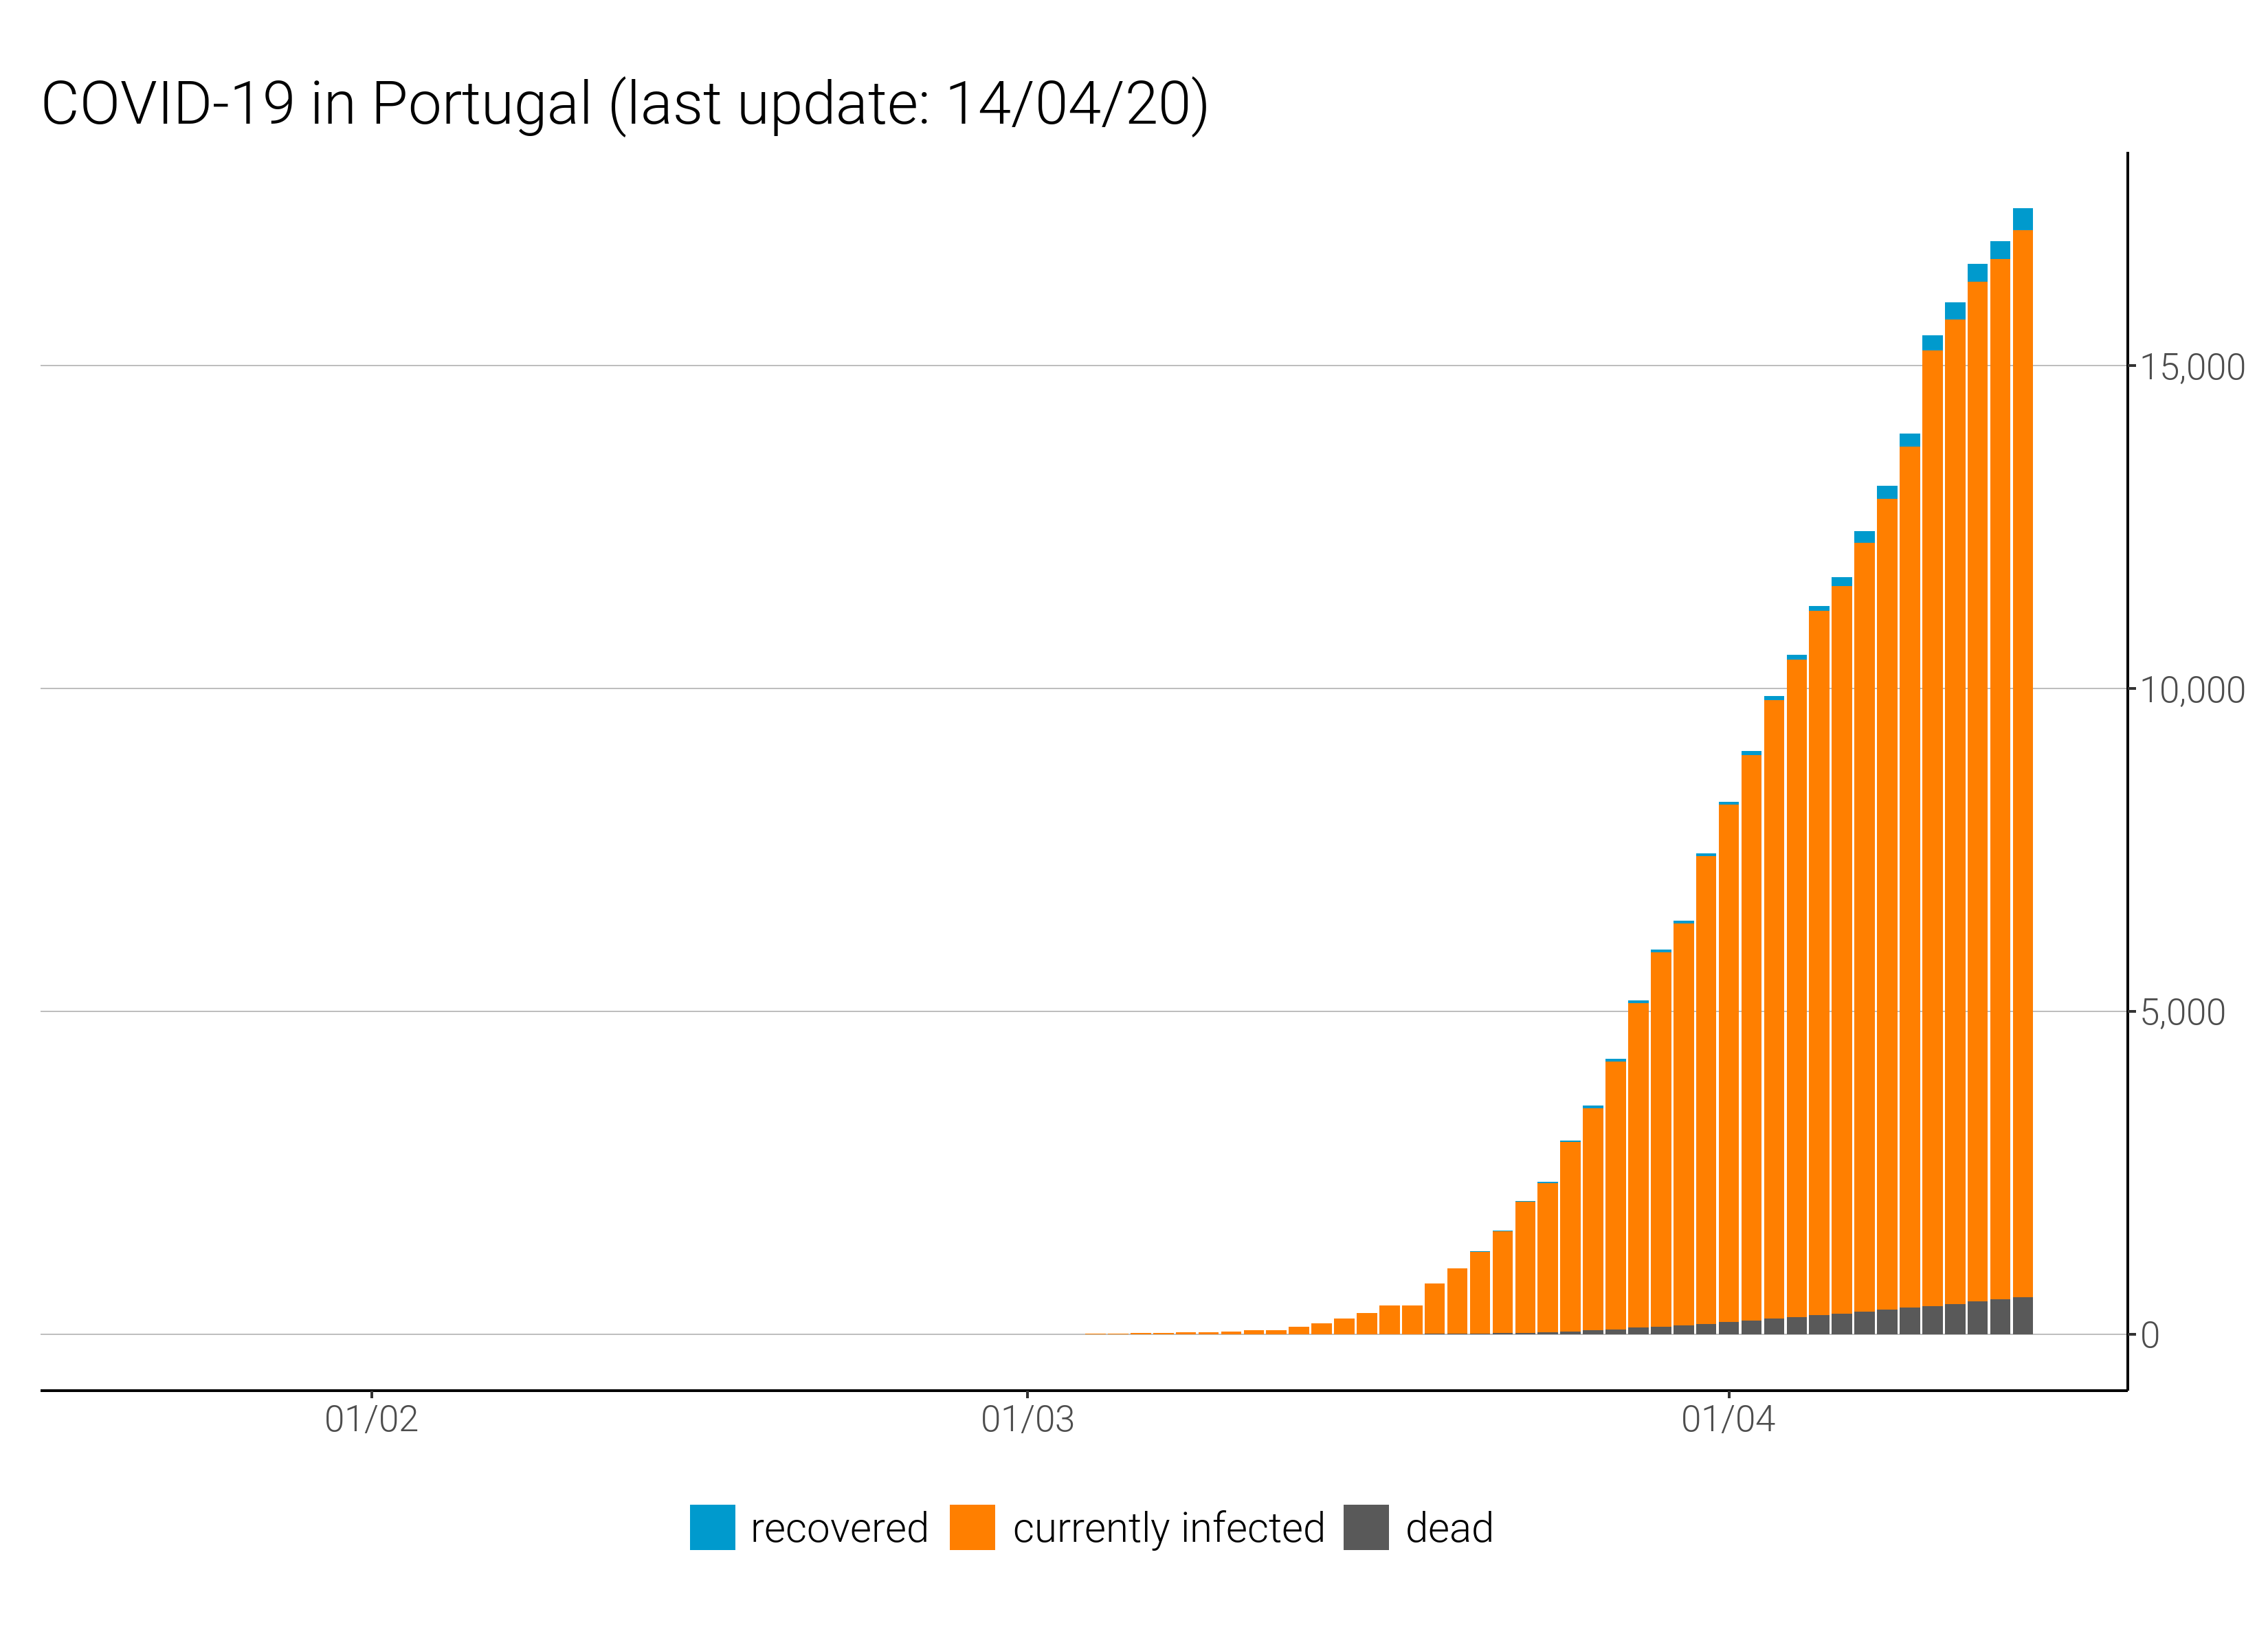 COVID-19 in Portugal (last update: 14/04/20)
15,000
10,000
5,000
0
01/02 01/03 01/04
recovered currently infected dead